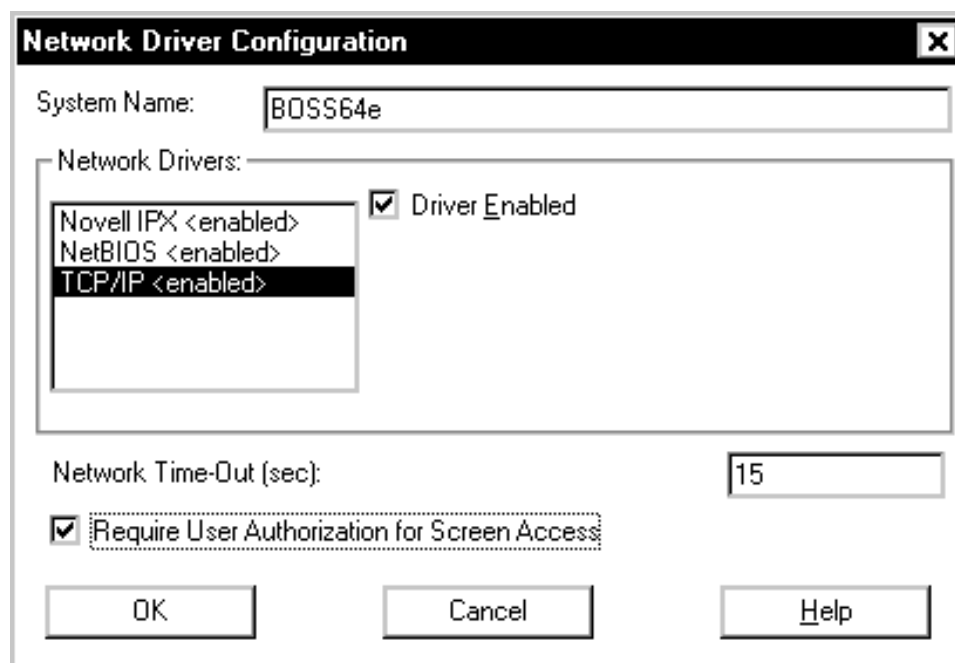 Network Driver Configuration
System Name: BOSS64e
Network Drivers:
Driver Enabled
Novell IPX <enabled>
NetBIOS <enabled>
TCP/IP <enabled>
Network Time-Out (sec): 15
Require User Authorization for Screen Access
OK Cancel Help